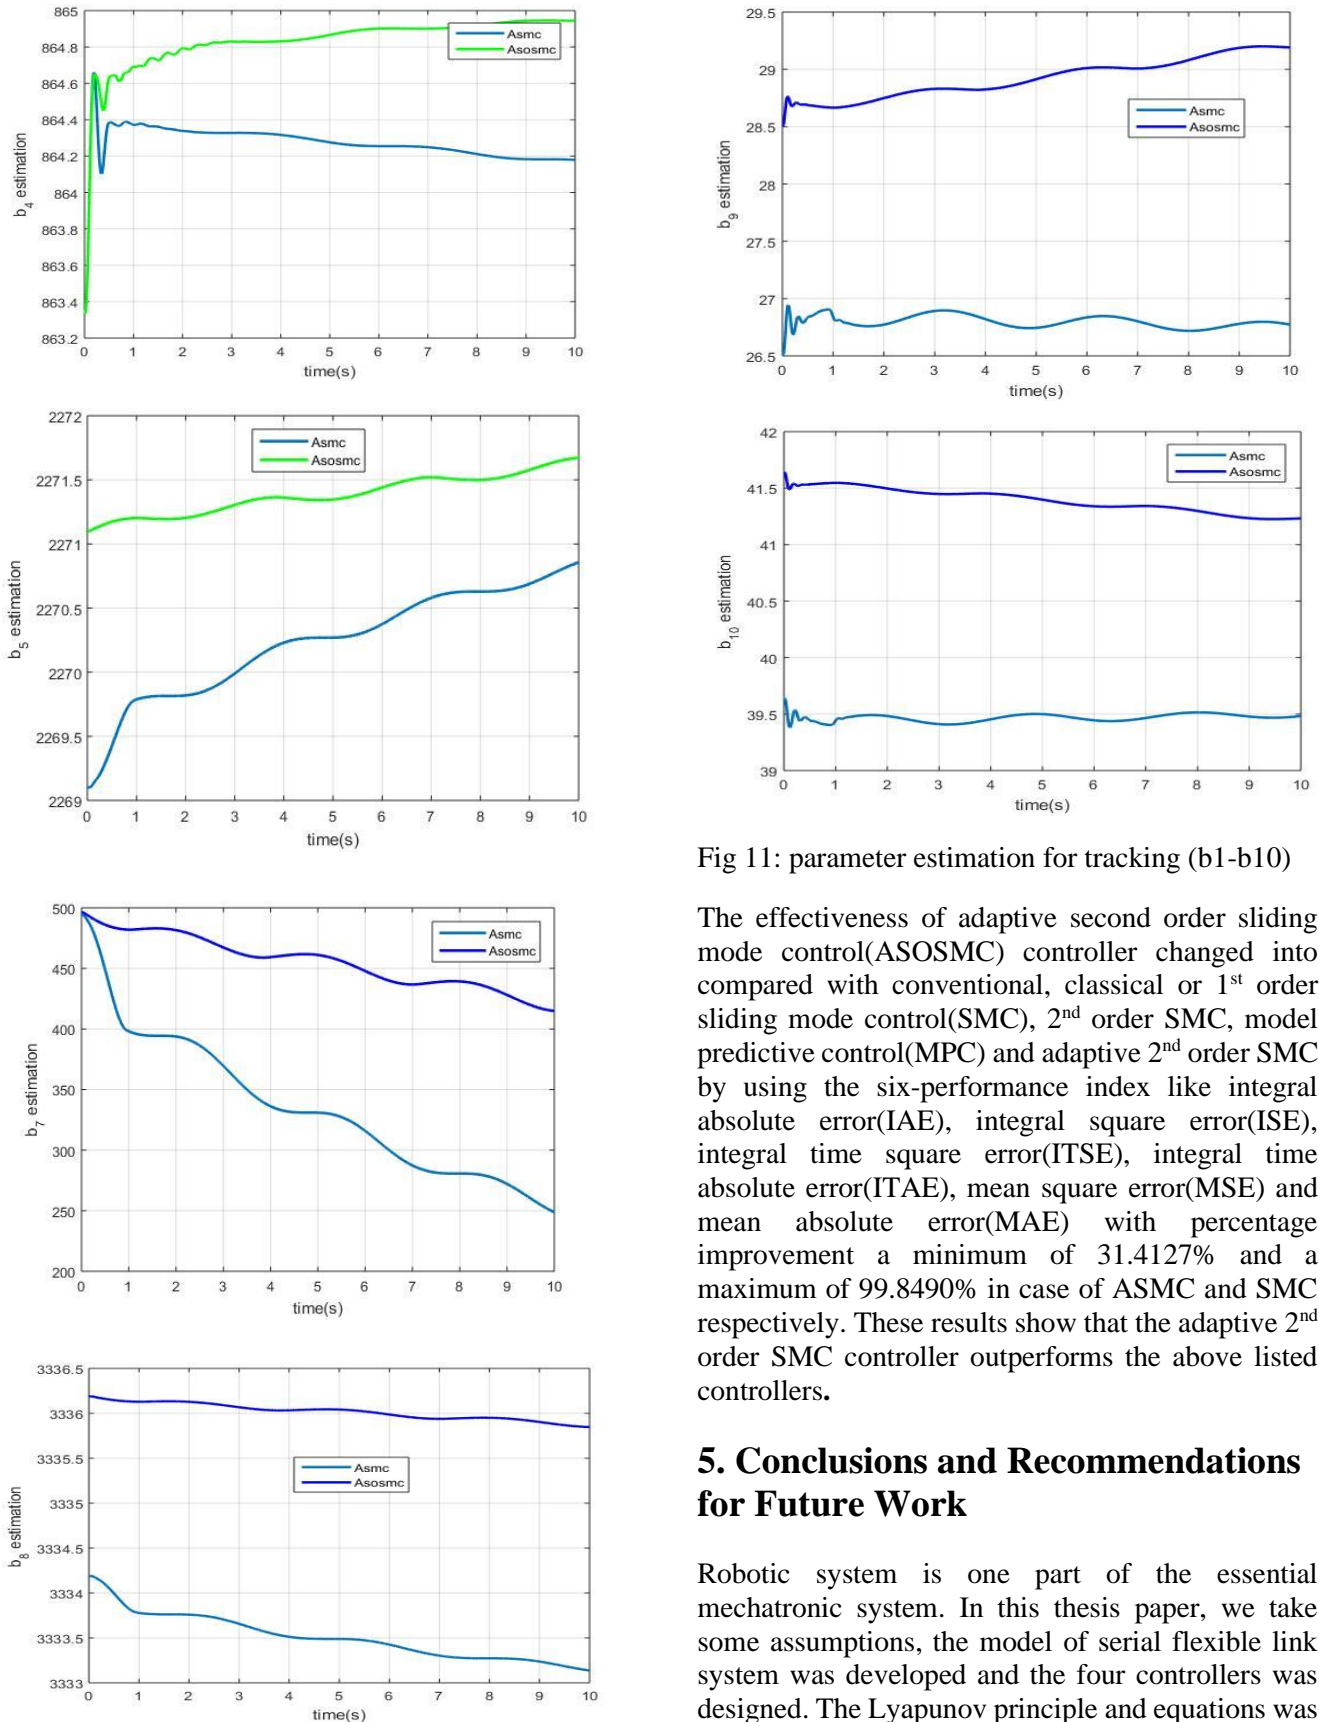 865
864.8
864.6
864.4
864.2
864
863.8
863.6
863.4
863.2
b4 estimation
Asmc
Asosmc
0 1 2 3 4 5 6 7 8 9 10
time(s)
2272
2271.5
2271
2270.5
2270
2269.5
2269
b5 estimation
Asmc
Asosmc
0 1 2 3 4 5 6 7 8 9 10
time(s)
500
450
400
350
300
250
200
b7 estimation
Asmc
Asosmc
0 1 2 3 4 5 6 7 8 9 10
time(s)
3336.5
3336
3335.5
3335
3334.5
3334
3333.5
3333
b8 estimation
Asmc
Asosmc
0 1 2 3 4 5 6 7 8 9 10
time(s)
29.5
29
28.5
28
27.5
27
26.5
b9 estimation
Asmc
Asosmc
0 1 2 3 4 5 6 7 8 9 10
time(s)
42
41.5
41
40.5
40
39.5
39
b10 estimation
Asmc
Asosmc
0 1 2 3 4 5 6 7 8 9 10
time(s)
Fig 11: parameter estimation for tracking (b1-b10)
The effectiveness of adaptive second order sliding
mode control(ASOSMC) controller changed into
compared with conventional, classical or 1st order
sliding mode control(SMC), 2nd order SMC, model
predictive control(MPC) and adaptive 2nd order SMC
by using the six-performance index like integral
absolute error(IAE), integral square error(ISE),
integral time square error(ITSE), integral time
absolute error(ITAE), mean square error(MSE) and
mean absolute error(MAE) with percentage
improvement a minimum of 31.4127% and a
maximum of 99.8490% in case of ASMC and SMC
respectively. These results show that the adaptive 2nd
order SMC controller outperforms the above listed
controllers.
5. Conclusions and Recommendations
for Future Work
Robotic system is one part of the essential
mechatronic system. In this thesis paper, we take
some assumptions, the model of serial flexible link
system was developed and the four controllers was
designed. The Lyapunov principle and equations was